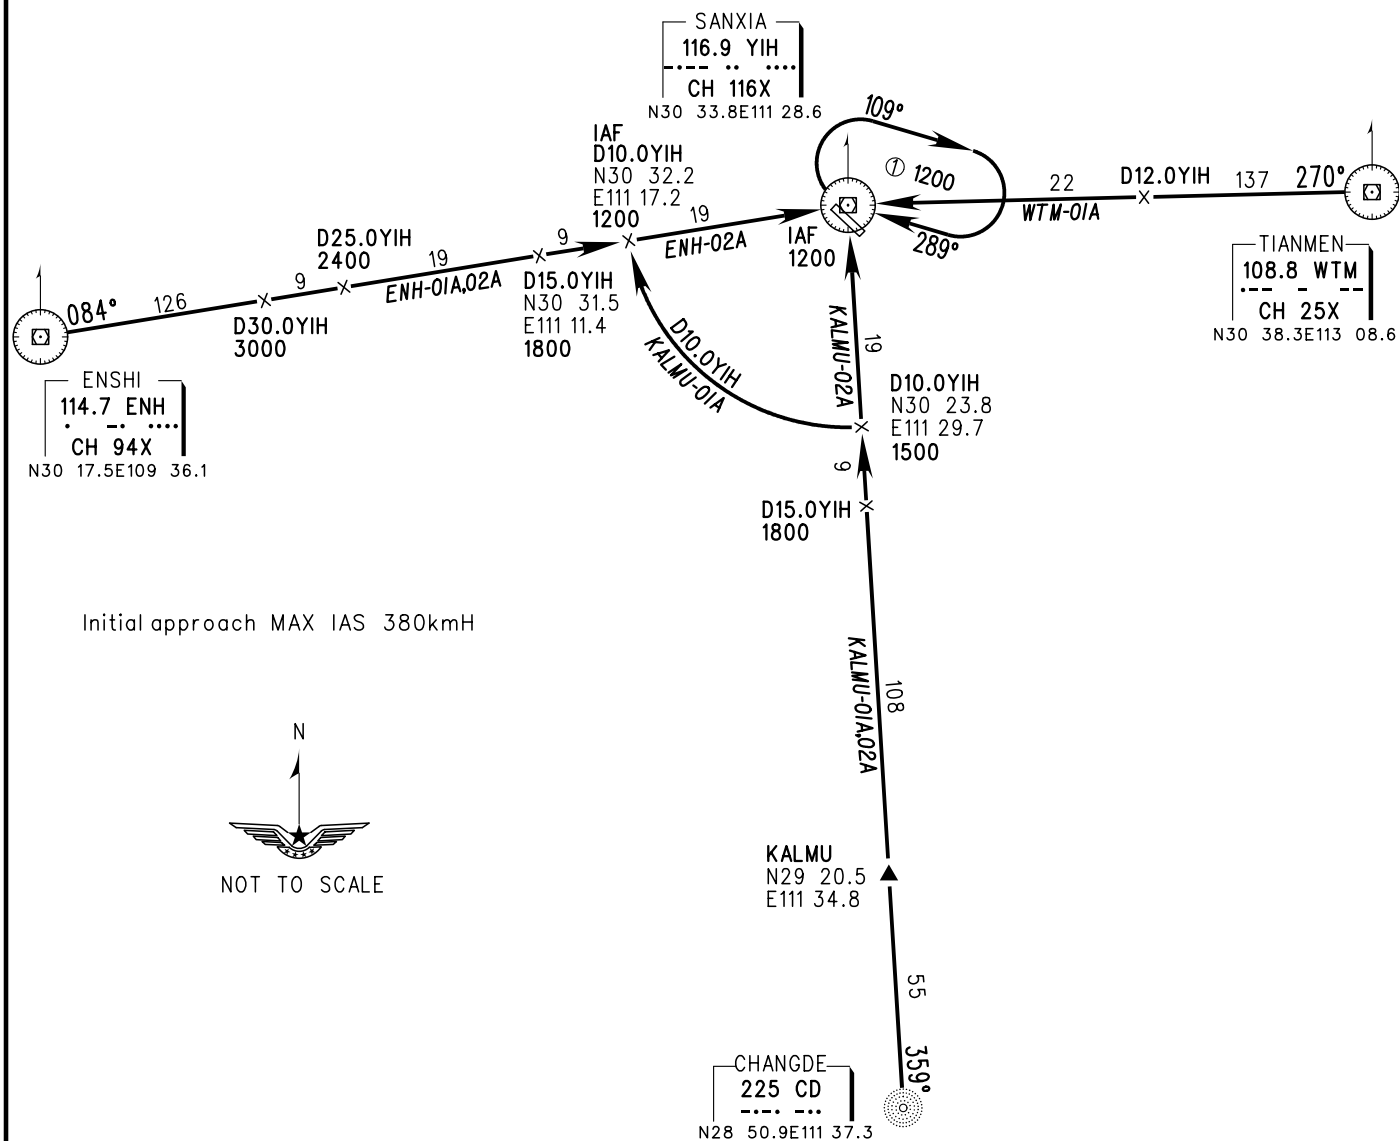 SANXIA
116.9 YIH
CH 116X
N30 33.8E111 28.6
109°
① 1200
289°
IAF
D10.0YIH
N30 32.2
E111 17.2
1200
19
ENH-02A
IAF
1200
22
WTM-01A
D12.0YIH
137
270°
TIANMEN
108.8 WTM
CH 25X
N30 38.3E113 08.6
D25.0YIH
2400
19
ENH-01A,02A
9
D15.0YIH
N30 31.5
E111 11.4
1800
084°
126
9
D30.0YIH
3000
ENSHI
114.7 ENH
CH 94X
N30 17.5E109 36.1
D10.0YIH
KALMU-01A
KALMU-02A
19
D10.0YIH
N30 23.8
E111 29.7
1500
9
D15.0YIH
1800
Initial approach MAX IAS 380kmH
KALMU-01A,02A
108
N
NOT TO SCALE
KALMU
N29 20.5
E111 34.8
55
359°
CHANGDE
225 CD
N28 50.9E111 37.3